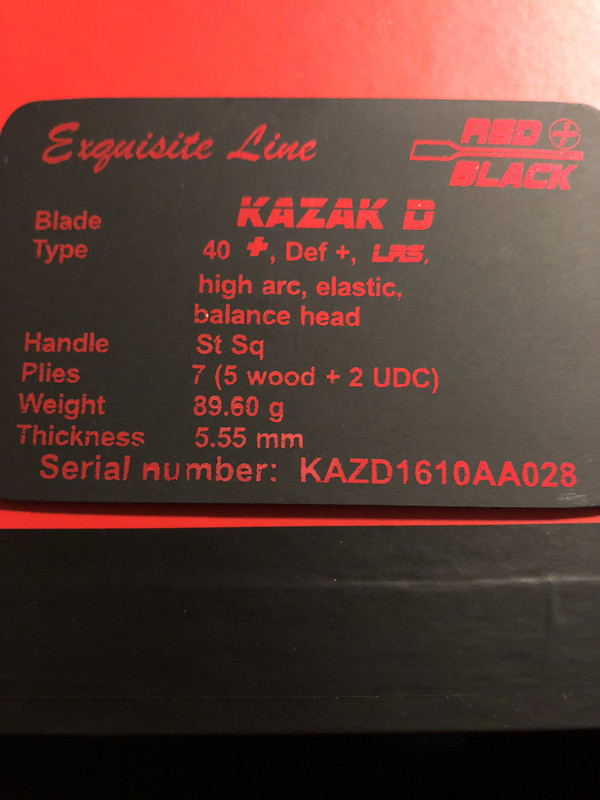 Exquisite Line
RED
BLACK
Blade KAZAK D
Type 40 +, Def +, LRS,
high arc, elastic,
balance head
Handle St Sq
Plies 7 (5 wood + 2 UDC)
Weight 89.60 g
Thickness 5.55 mm
Serial number: KAZD1610AA028